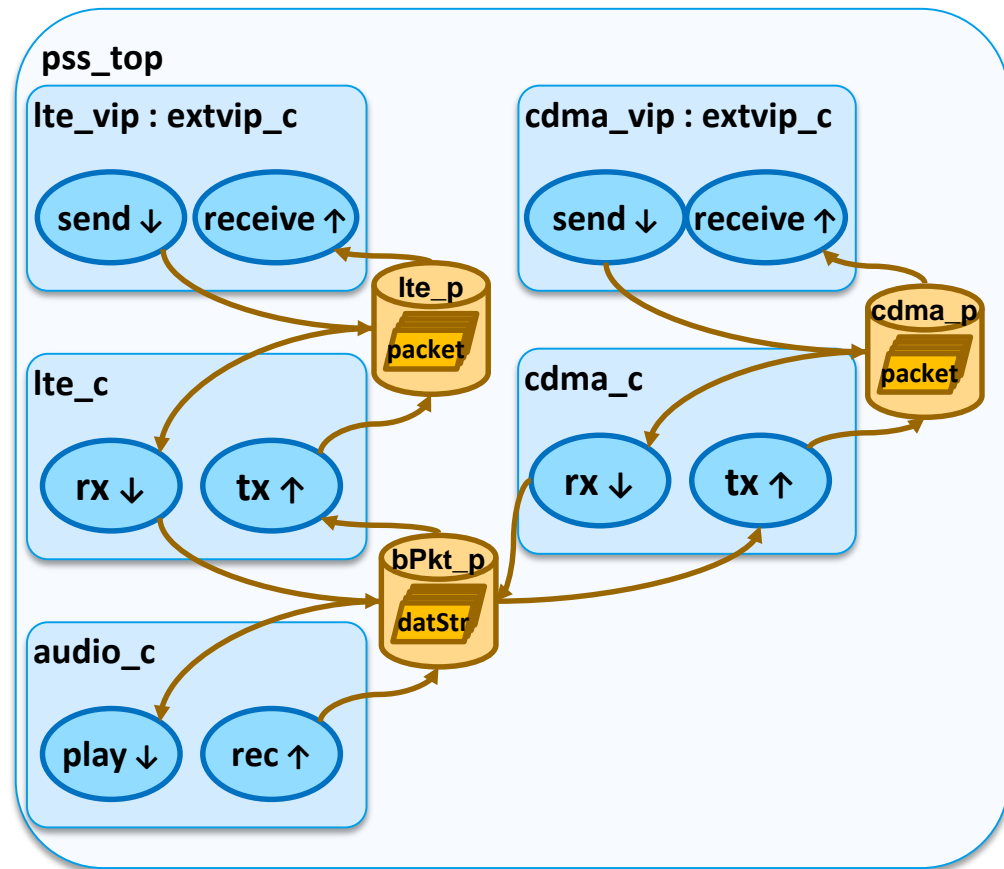 pss_top
lte_vip : extvip_c
send ↓
receive ↑
cdma_vip : extvip_c
send ↓
receive ↑
lte_p
packet
cdma_p
packet
lte_c
rx ↓
tx ↑
cdma_c
rx ↓
tx ↑
bPkt_p
datStr
audio_c
play ↓
rec ↑